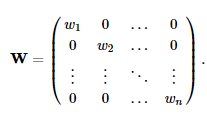 w₁ 0 … 0
0 w₂ … 0
W = ⋮ ⋮ ⋱ ⋮ .
0 0 … wₙ